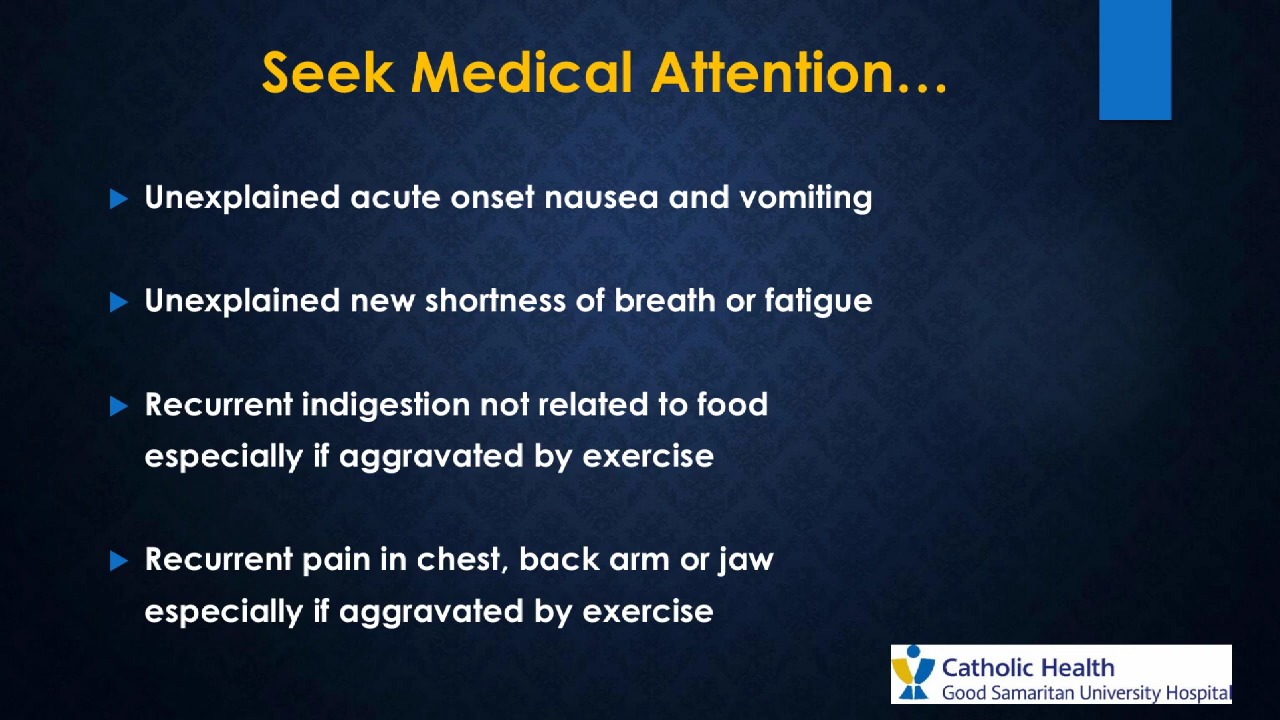 Seek Medical Attention…
Unexplained acute onset nausea and vomiting
Unexplained new shortness of breath or fatigue
Recurrent indigestion not related to food
especially if aggravated by exercise
Recurrent pain in chest, back arm or jaw
especially if aggravated by exercise
Catholic Health
Good Samaritan University Hospital